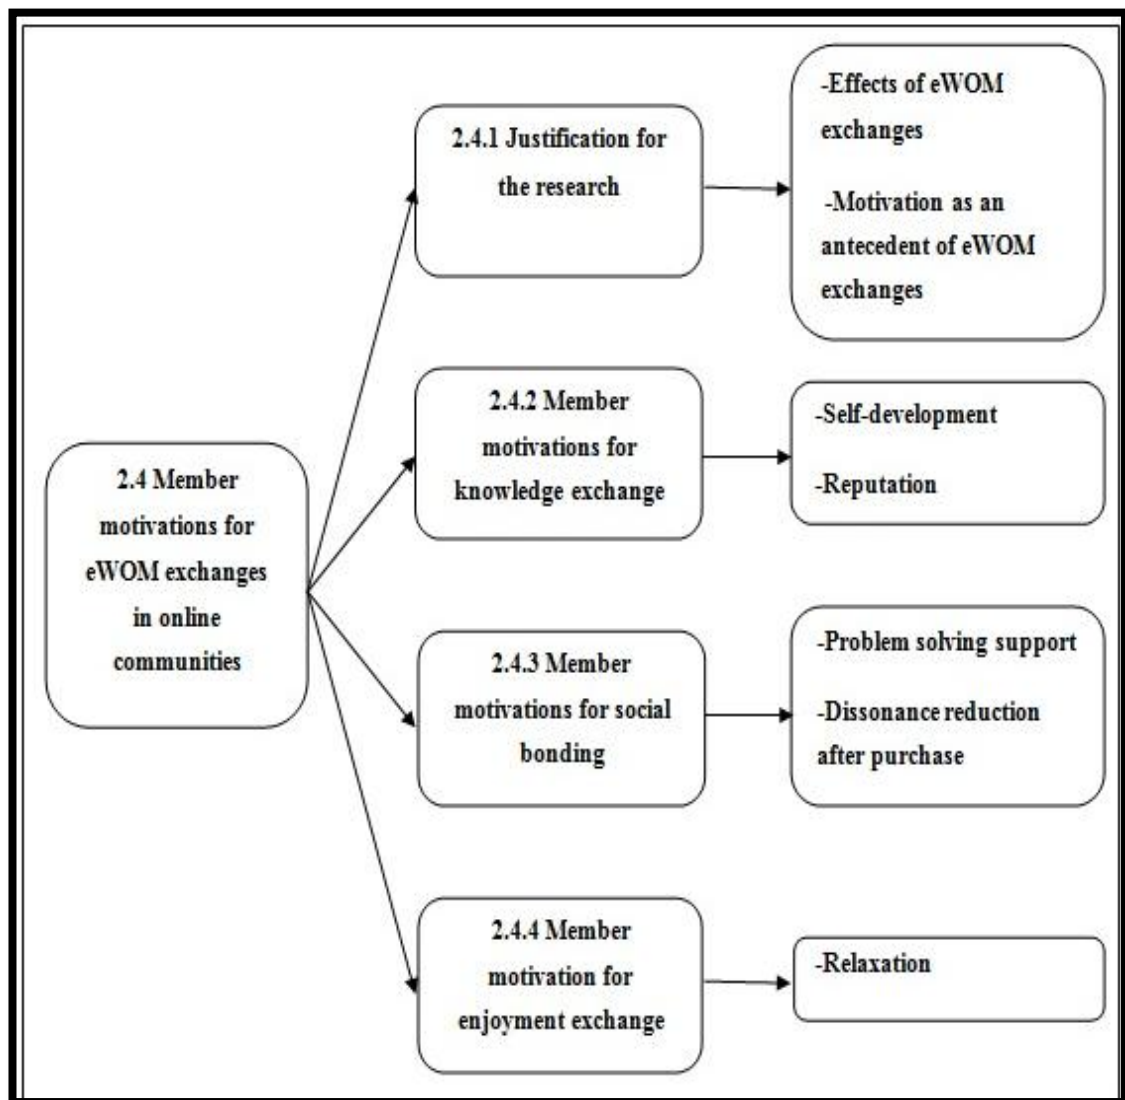 2.4 Member
motivations for
eWOM exchanges
in online
communities
2.4.1 Justification for
the research
-Effects of eWOM
exchanges
-Motivation as an
antecedent of eWOM
exchanges
2.4.2 Member
motivations for
knowledge exchange
-Self-development
-Reputation
2.4.3 Member
motivations for social
bonding
-Problem solving support
-Dissonance reduction
after purchase
2.4.4 Member
motivation for
enjoyment exchange
-Relaxation